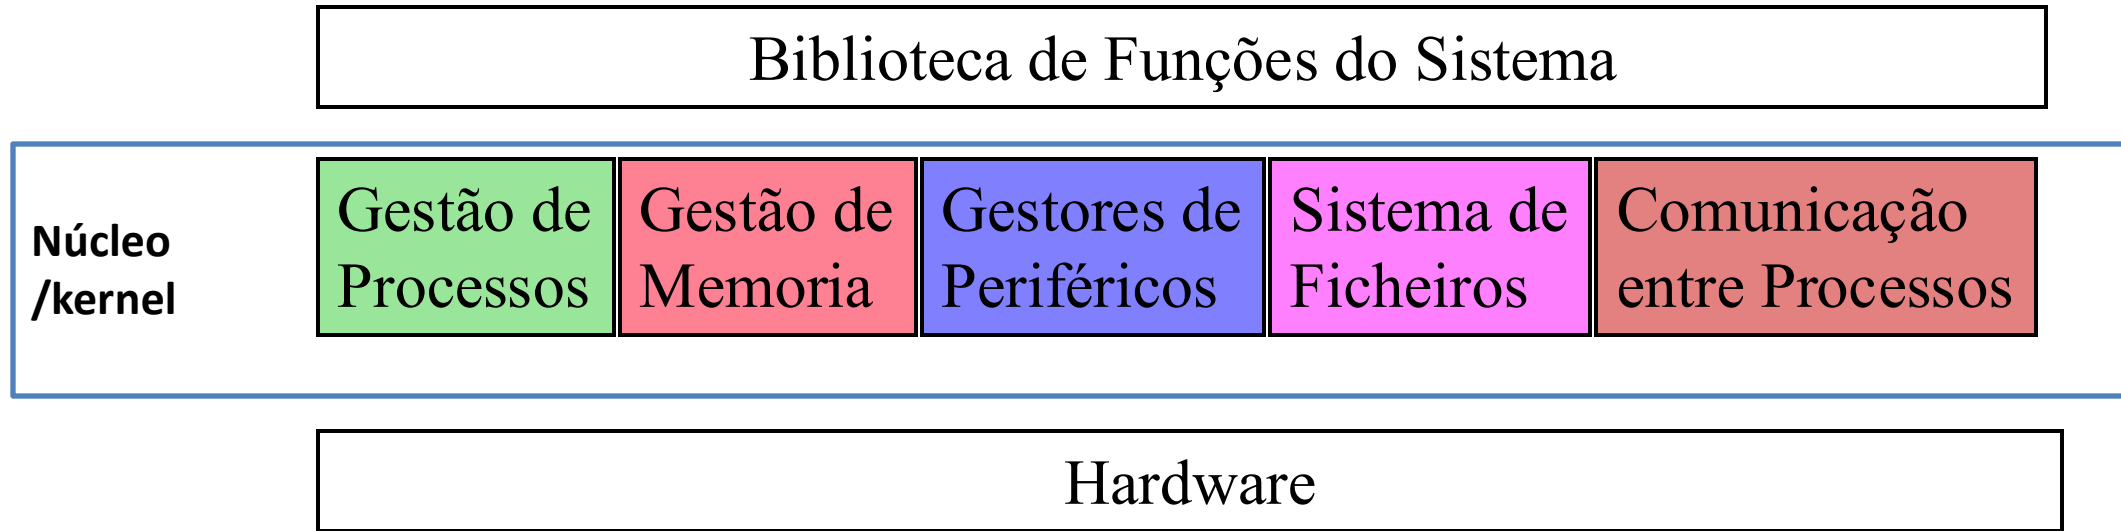 Biblioteca de Funções do Sistema
Núcleo
/kernel
Gestão de
Processos
Gestão de
Memoria
Gestores de
Periféricos
Sistema de
Ficheiros
Comunicação
entre Processos
Hardware